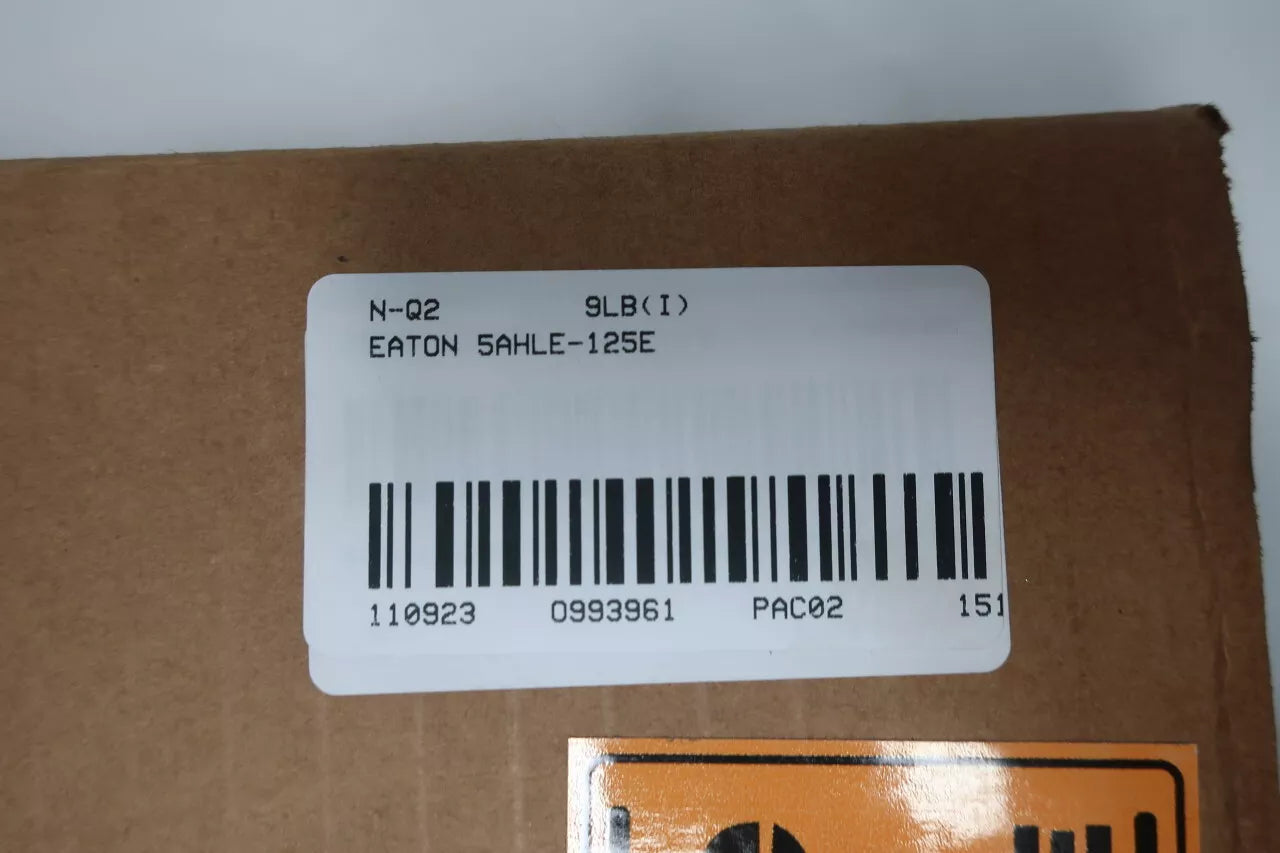 N-Q2 9LB(I)
EATON 5AHLE-125E
110923 0993961 PAC02 151